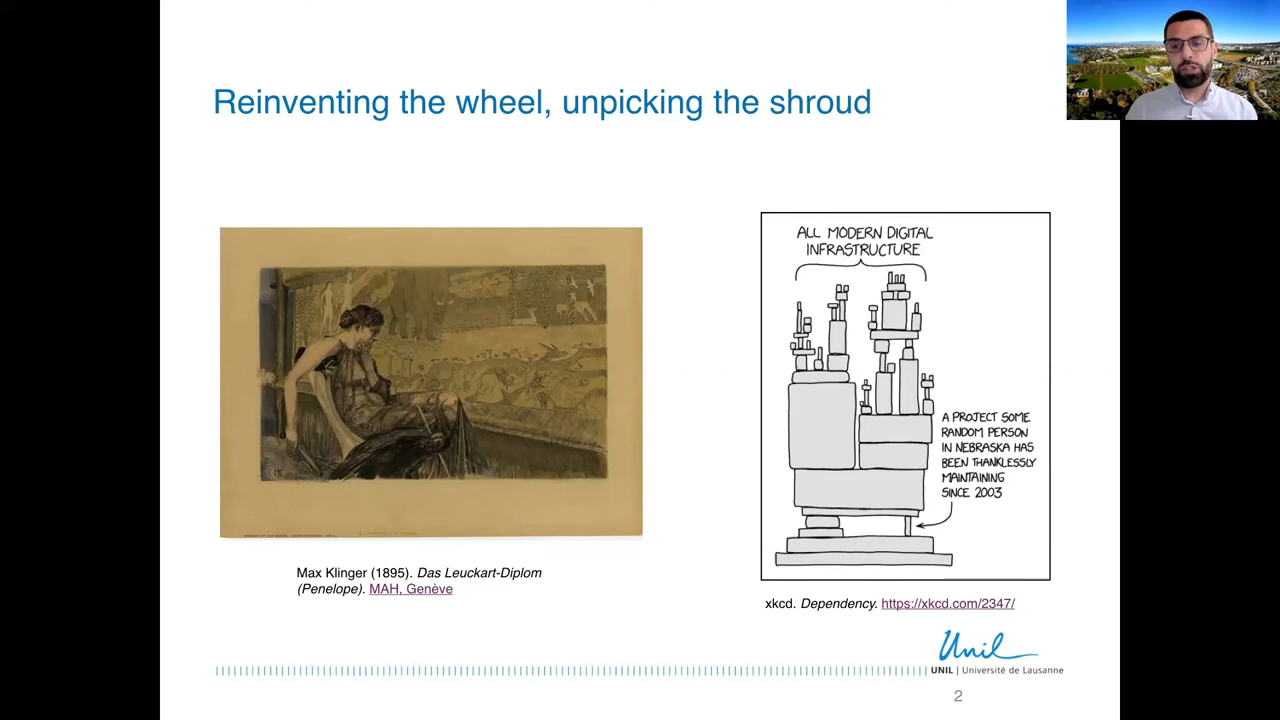 Reinventing the wheel, unpicking the shroud
Max Klinger (1895). Das Leuckart-Diplom
(Penelope). MAH, Genève
ALL MODERN DIGITAL
INFRASTRUCTURE
A PROJECT SOME
RANDOM PERSON
IN NEBRASKA HAS
BEEN THANKLESSLY
MAINTAINING
SINCE 2003
xkcd. Dependency. https://xkcd.com/2347/
Unil
UNIL | Université de Lausanne
2